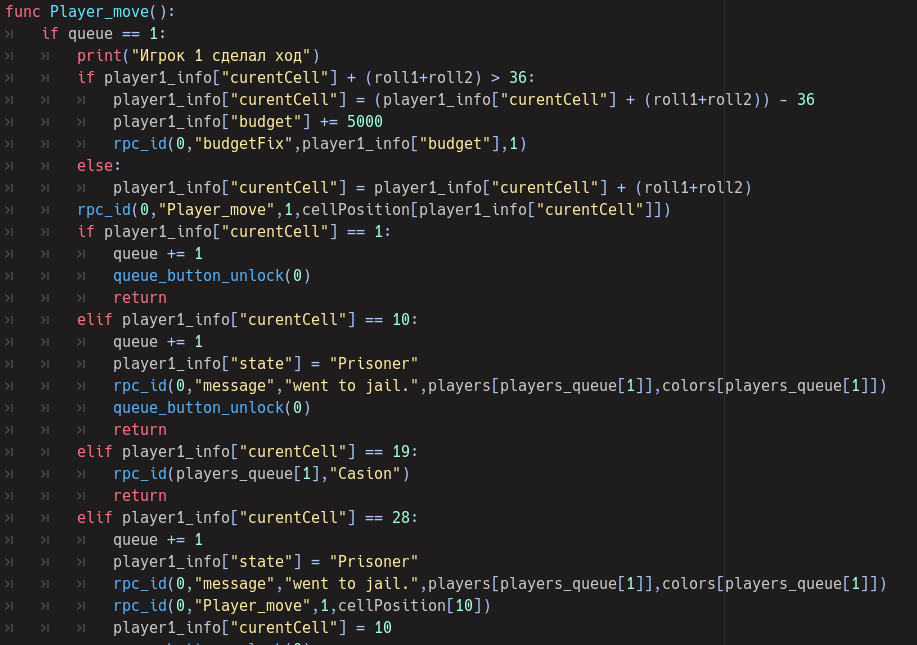 func Player_move():
if queue == 1:
print("Игрок 1 сделал ход")
if player1_info["curentCell"] + (roll1+roll2) > 36:
player1_info["curentCell"] = (player1_info["curentCell"] + (roll1+roll2)) - 36
player1_info["budget"] += 5000
rpc_id(0,"budgetFix",player1_info["budget"],1)
else:
player1_info["curentCell"] = player1_info["curentCell"] + (roll1+roll2)
rpc_id(0,"Player_move",1,cellPosition[player1_info["curentCell"]])
if player1_info["curentCell"] == 1:
queue += 1
queue_button_unlock(0)
return
elif player1_info["curentCell"] == 10:
queue += 1
player1_info["state"] = "Prisoner"
rpc_id(0,"message","went to jail.",players[players_queue[1]],colors[players_queue[1]])
queue_button_unlock(0)
return
elif player1_info["curentCell"] == 19:
rpc_id(players_queue[1],"Casion")
return
elif player1_info["curentCell"] == 28:
queue += 1
player1_info["state"] = "Prisoner"
rpc_id(0,"message","went to jail.",players[players_queue[1]],colors[players_queue[1]])
rpc_id(0,"Player_move",1,cellPosition[10])
player1_info["curentCell"] = 10